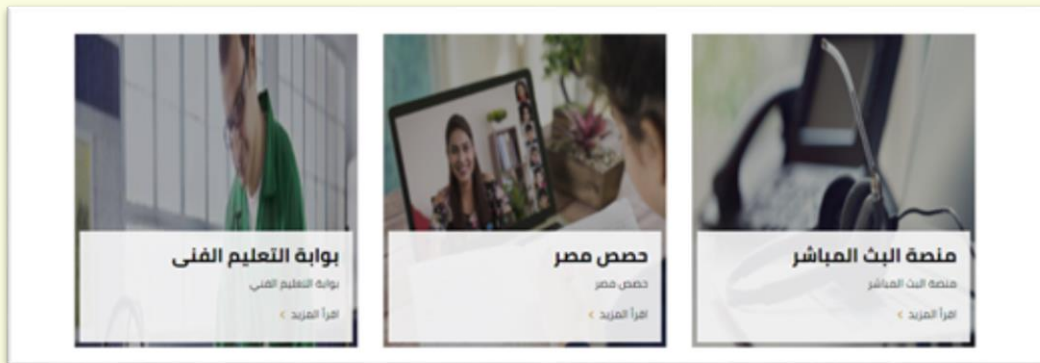 منصة البث المباشر
منصة البث المباشر
اقرأ المزيد >
حصص مصر
حصص مصر
اقرأ المزيد >
بوابة التعليم الفنى
بوابة التعليم الفني
اقرأ المزيد >